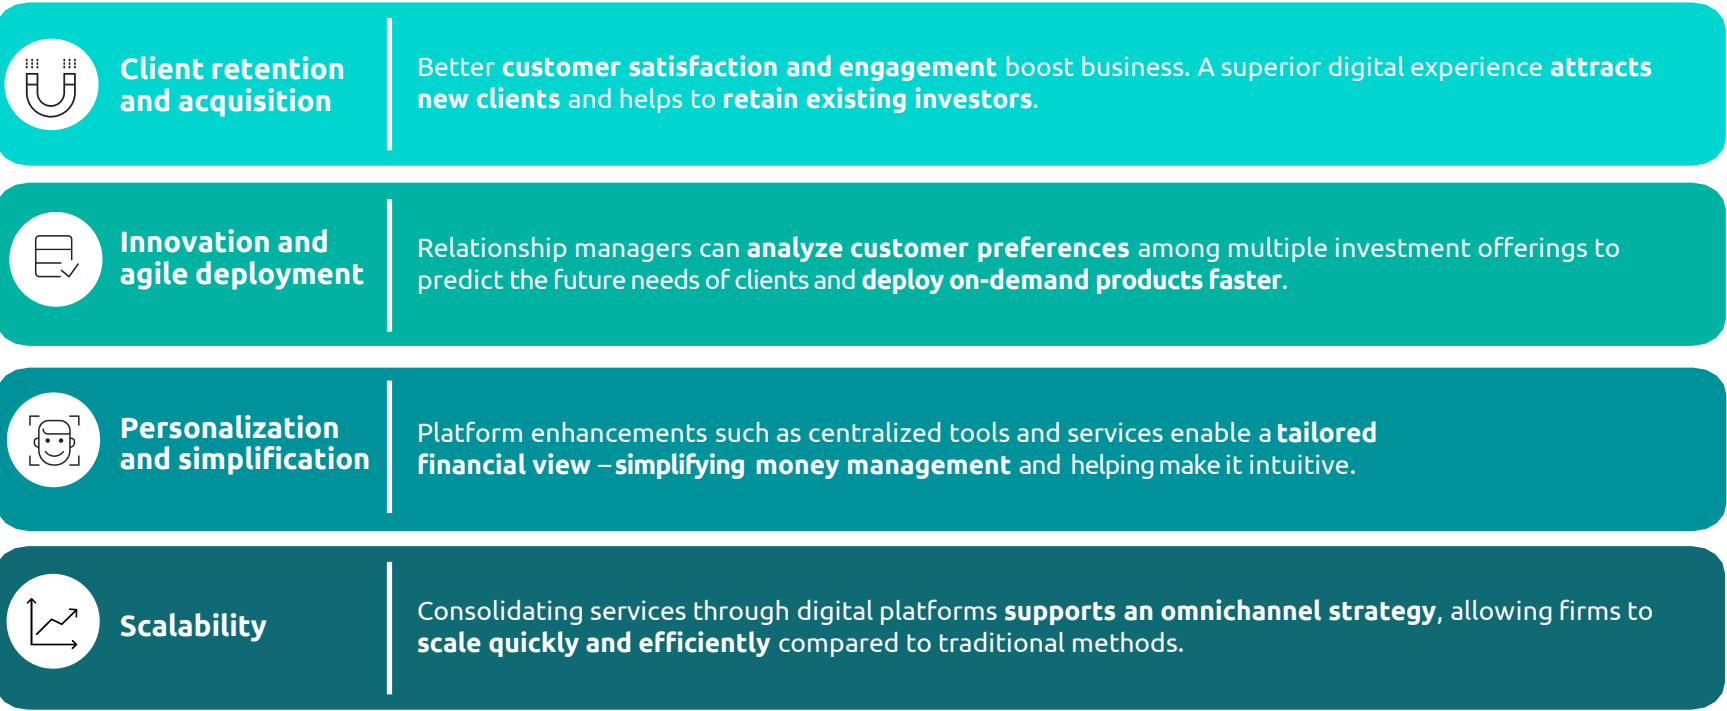 Client retention
and acquisition
Better customer satisfaction and engagement boost business. A superior digital experience attracts
new clients and helps to retain existing investors.
Innovation and
agile deployment
Relationship managers can analyze customer preferences among multiple investment offerings to
predict the future needs of clients and deploy on-demand products faster.
Personalization
and simplification
Platform enhancements such as centralized tools and services enable a tailored
financial view – simplifying money management and helping make it intuitive.
Scalability
Consolidating services through digital platforms supports an omnichannel strategy, allowing firms to
scale quickly and efficiently compared to traditional methods.